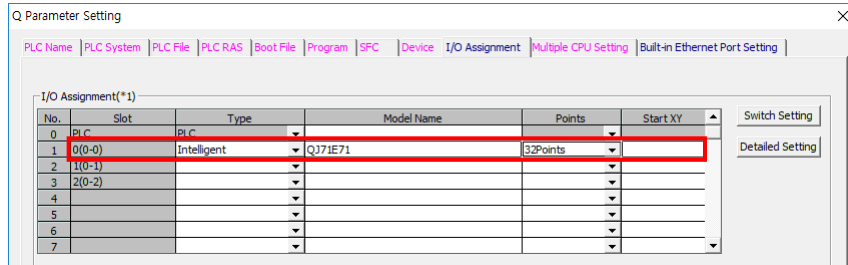 Q Parameter Setting
PLC Name PLC System PLC File PLC RAS Boot File Program SFC Device I/O Assignment Multiple CPU Setting Built-in Ethernet Port Setting
I/O Assignment(*1)
No. Slot Type Model Name Points Start XY Switch Setting
0 PLC PLC
1 0(0-0) Intelligent QJ71E71 32Points Detailed Setting
2 1(0-1)
3 2(0-2)
4
5
6
7